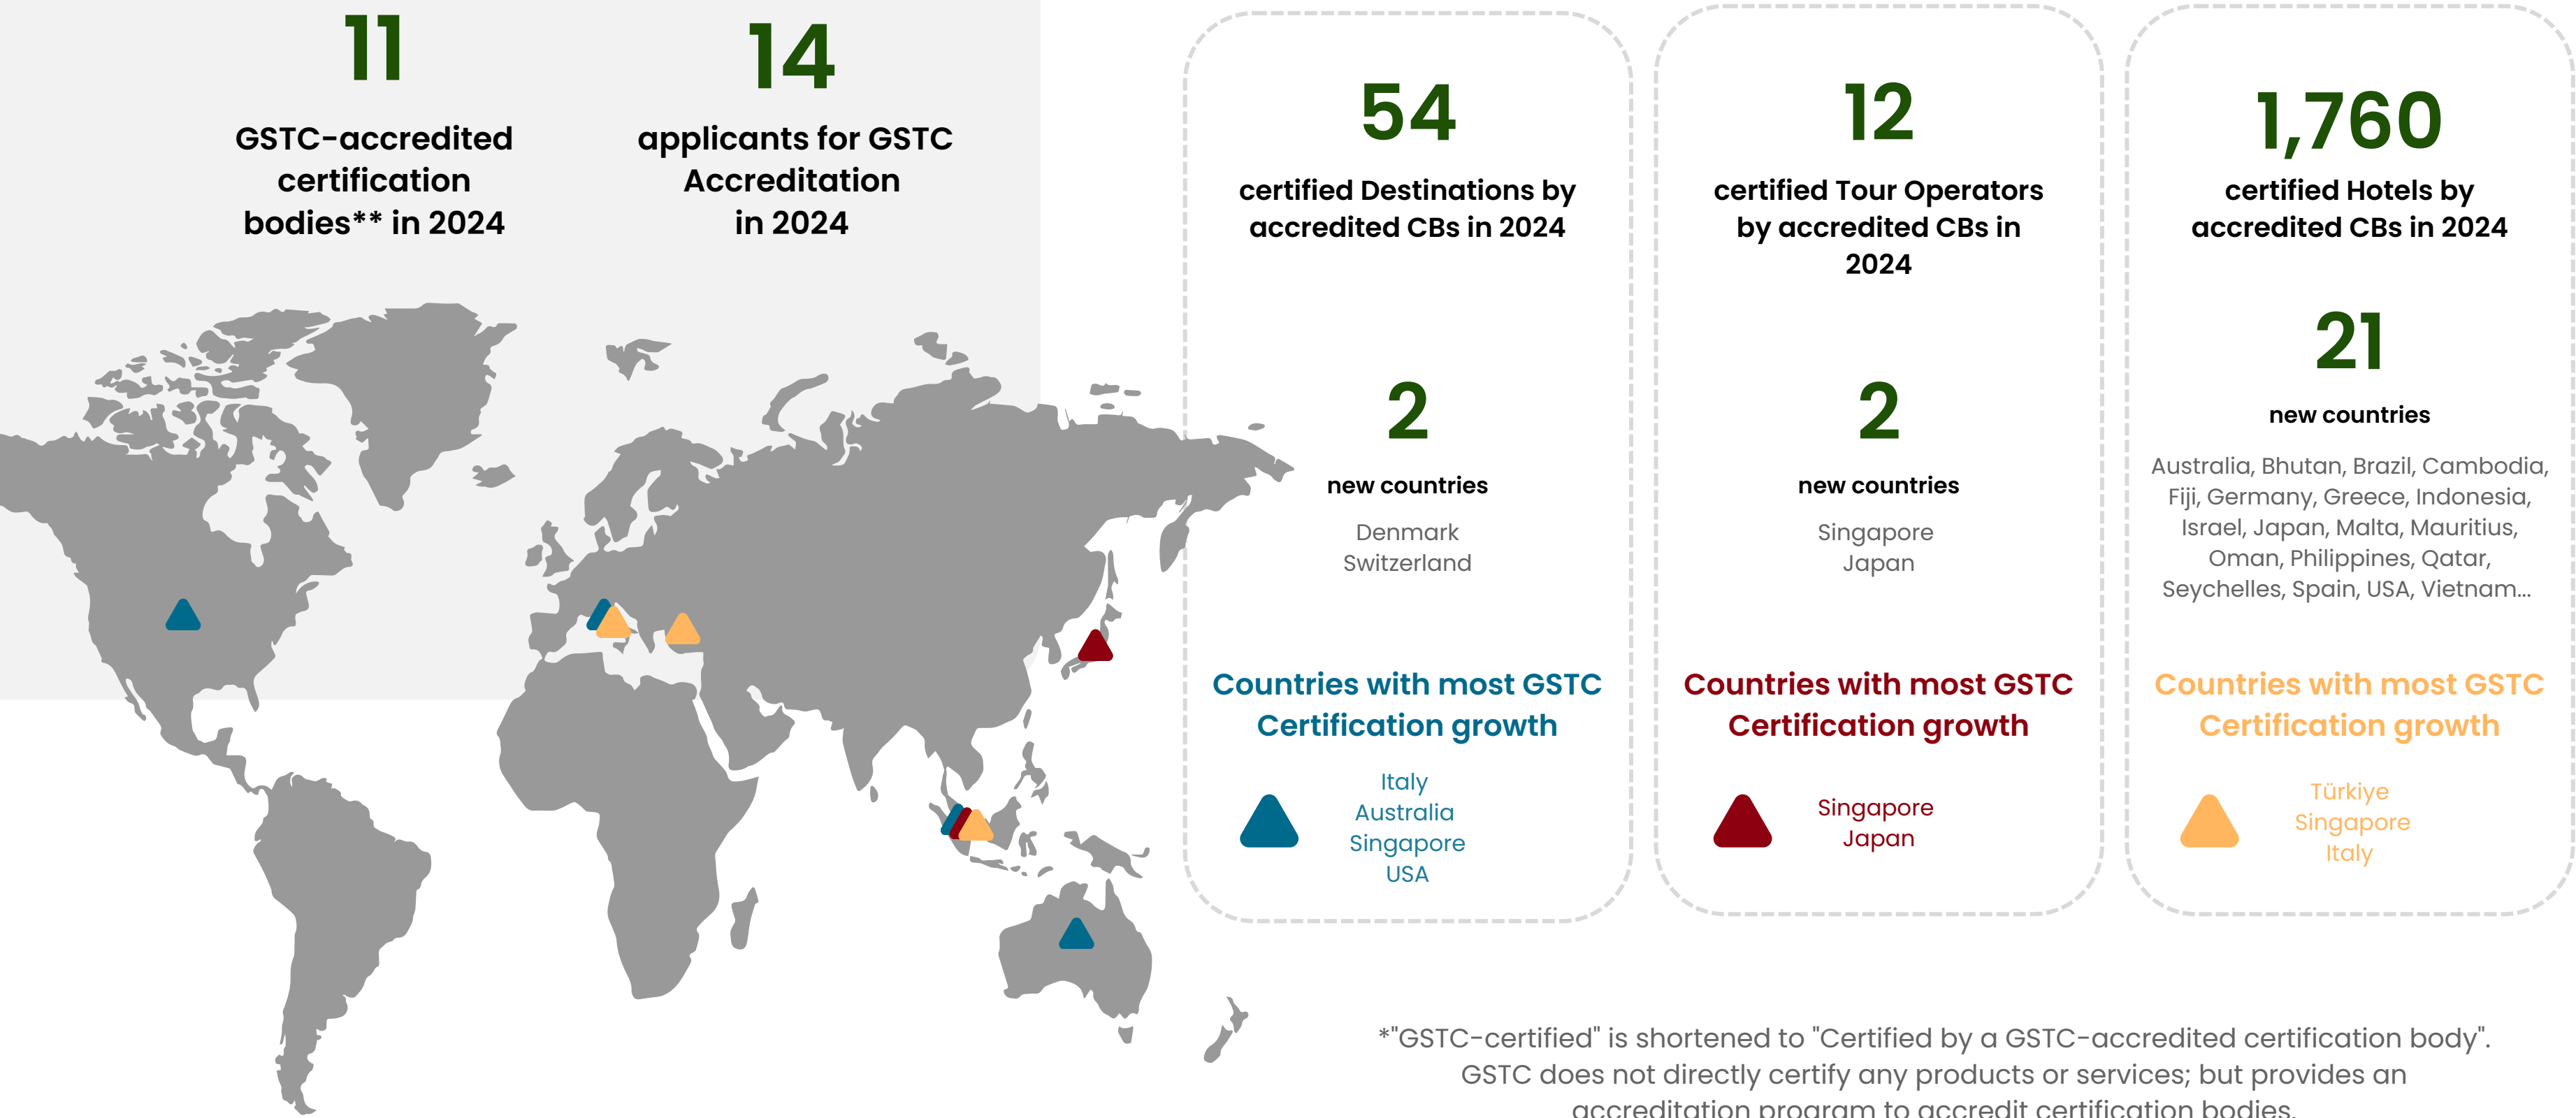 11
GSTC-accredited
certification
bodies** in 2024
14
applicants for GSTC
Accreditation
in 2024
54
certified Destinations by
accredited CBs in 2024
2
new countries
Denmark
Switzerland
Countries with most GSTC
Certification growth
Italy
Australia
Singapore
USA
12
certified Tour Operators
by accredited CBs in
2024
2
new countries
Singapore
Japan
Countries with most GSTC
Certification growth
Singapore
Japan
1,760
certified Hotels by
accredited CBs in 2024
21
new countries
Australia, Bhutan, Brazil, Cambodia,
Fiji, Germany, Greece, Indonesia,
Israel, Japan, Malta, Mauritius,
Oman, Philippines, Qatar,
Seychelles, Spain, USA, Vietnam...
Countries with most GSTC
Certification growth
Türkiye
Singapore
Italy
*"GSTC-certified" is shortened to "Certified by a GSTC-accredited certification body".
GSTC does not directly certify any products or services; but provides an
accreditation program to accredit certification bodies.